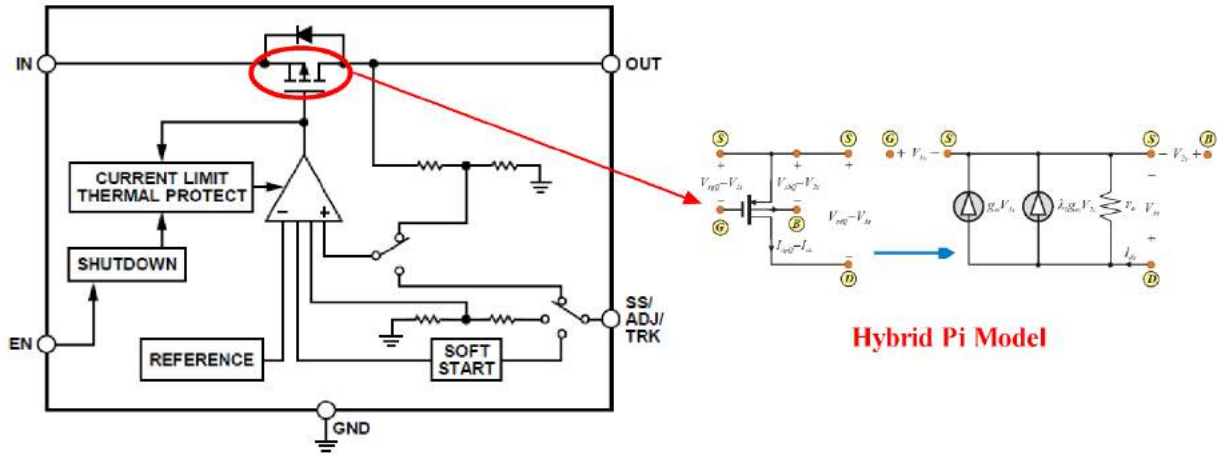 IN
OUT
CURRENT LIMIT
THERMAL PROTECT
SHUTDOWN
EN
REFERENCE
SOFT
START
SS/
ADJ/
TRK
GND
−
+
S
S
+
+
+
−
−
G
B
−
D
G
+
−
S
S
−
+
B
−
+
D
Hybrid Pi Model